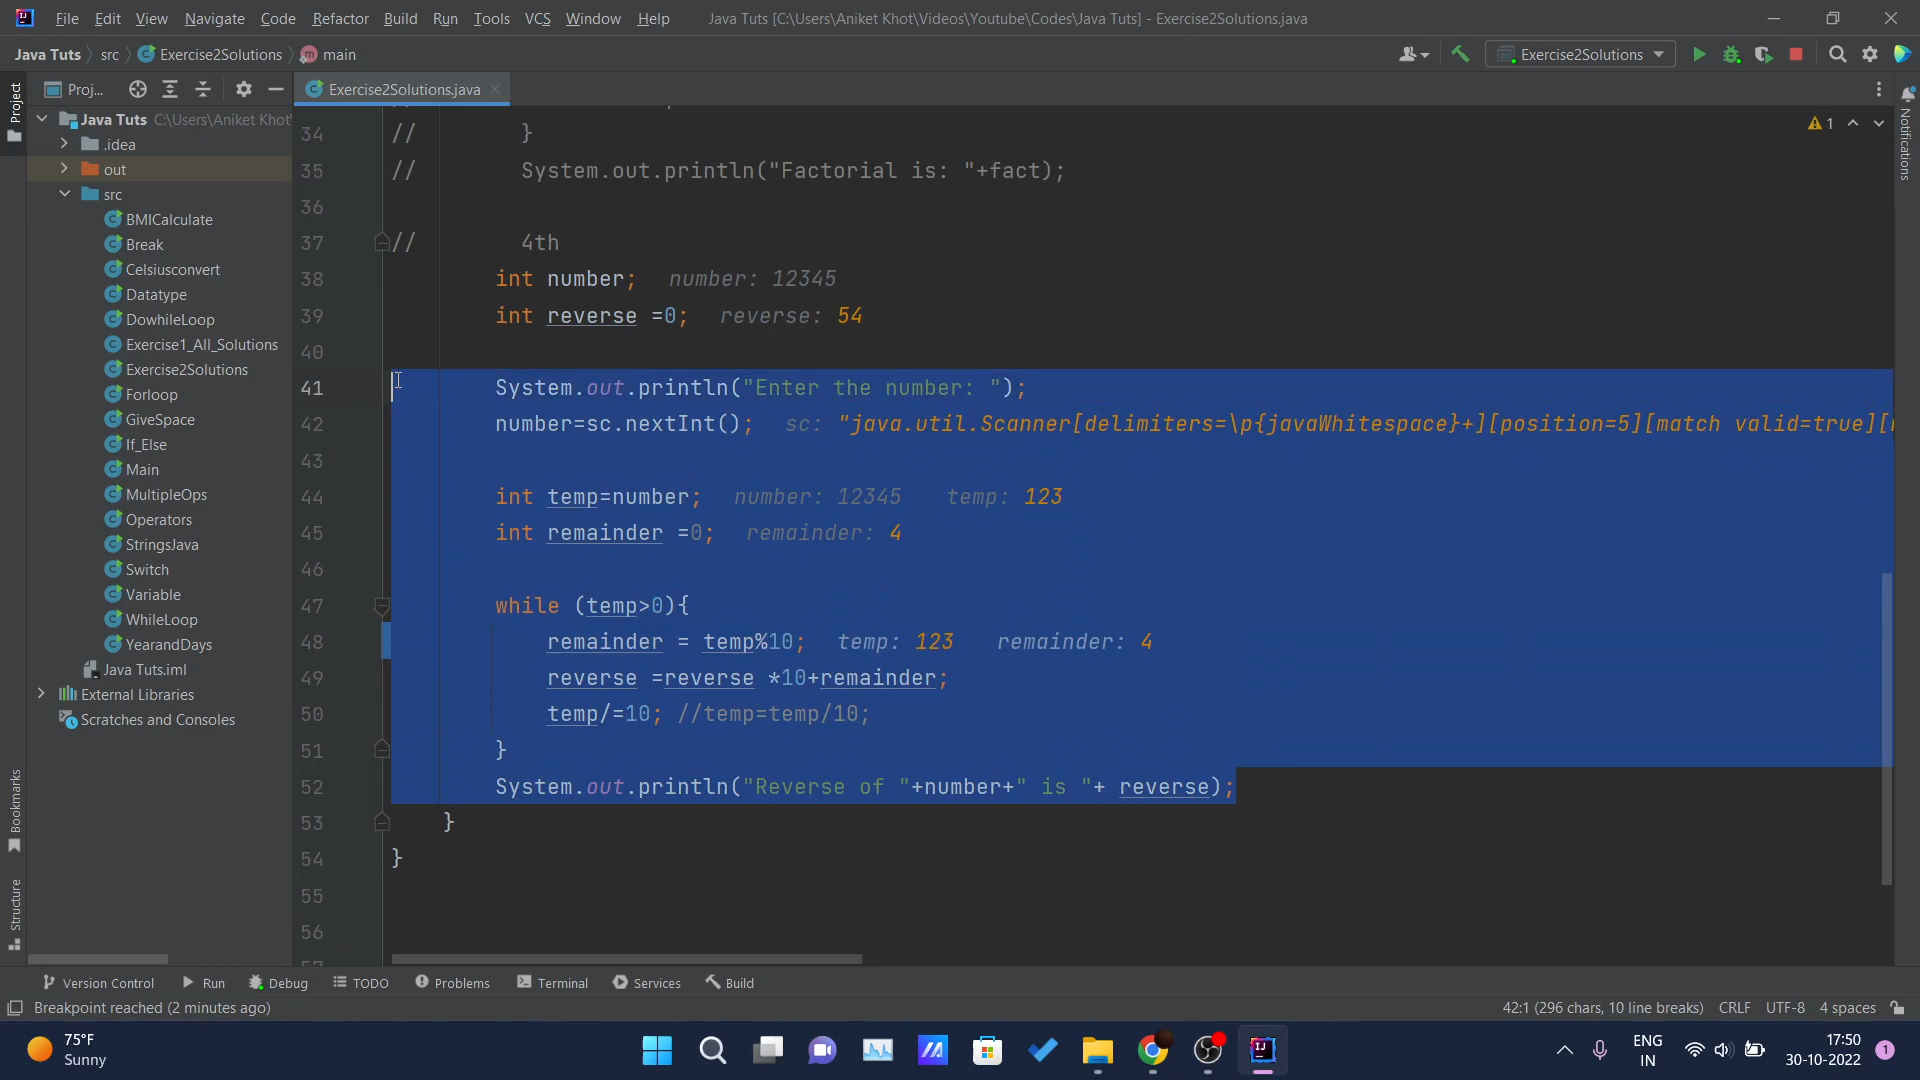 File Edit View Navigate Code Refactor Build Run Tools VCS Window Help Java Tuts [C:\Users\Aniket Khot\Videos\Youtube\Codes\Java Tuts] - Exercise2Solutions.java
Java Tuts src Exercise2Solutions main Exercise2Solutions
Project Proj... Exercise2Solutions.java
Java Tuts C:\Users\Aniket Khot\
.idea
out
src
BMICalculate
Break
Celsiusconvert
Datatype
DowhileLoop
Exercise1_All_Solutions
Exercise2Solutions
Forloop
GiveSpace
If_Else
Main
MultipleOps
Operators
StringsJava
Switch
Variable
WhileLoop
YearandDays
Java Tuts.iml
External Libraries
Scratches and Consoles
Bookmarks
Structure
34 // }
35 // System.out.println("Factorial is: "+fact);
36
37 // 4th
38 int number; number: 12345
39 int reverse =0; reverse: 54
40
41 System.out.println("Enter the number: ");
42 number=sc.nextInt(); sc: "java.util.Scanner[delimiters=\p{javaWhitespace}+][position=5][match valid=true][
43
44 int temp=number; number: 12345 temp: 123
45 int remainder =0; remainder: 4
46
47 while (temp>0){
48 remainder = temp%10; temp: 123 remainder: 4
49 reverse =reverse *10+remainder;
50 temp/=10; //temp=temp/10;
51 }
52 System.out.println("Reverse of "+number+" is "+ reverse);
53 }
54 }
55
56
1
Notifications
Version Control Run Debug TODO Problems Terminal Services Build
Breakpoint reached (2 minutes ago) 42:1 (296 chars, 10 line breaks) CRLF UTF-8 4 spaces
75°F
Sunny
ENG
IN
17:50
30-10-2022
1